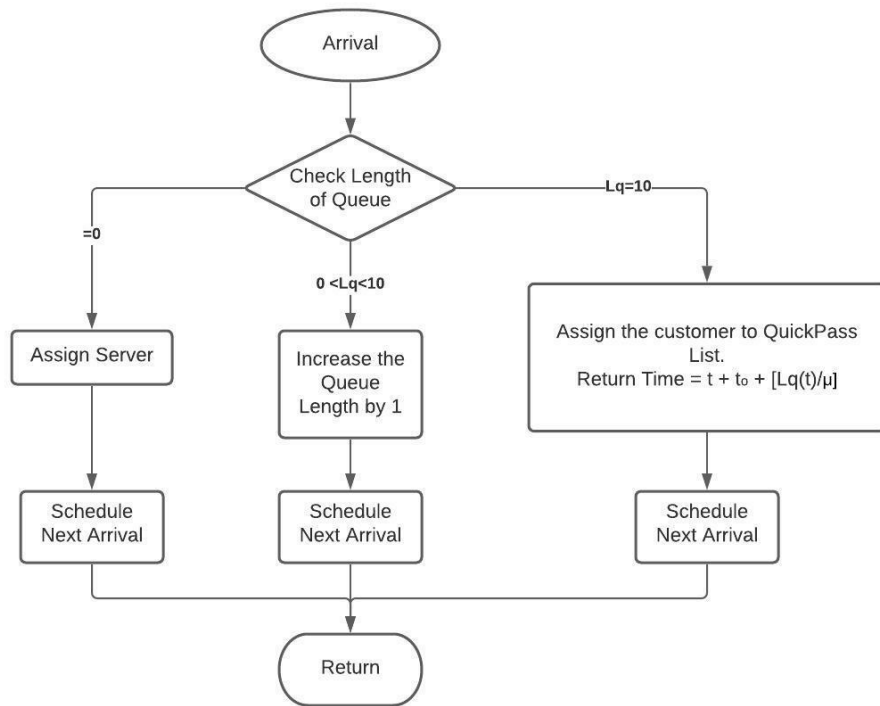 Arrival
Check Length
of Queue
=0
0 <Lq<10
Lq=10
Assign Server
Increase the
Queue
Length by 1
Assign the customer to QuickPass
List.
Return Time = t + t₀ + [Lq(t)/μ]
Schedule
Next Arrival
Schedule
Next Arrival
Schedule
Next Arrival
Return